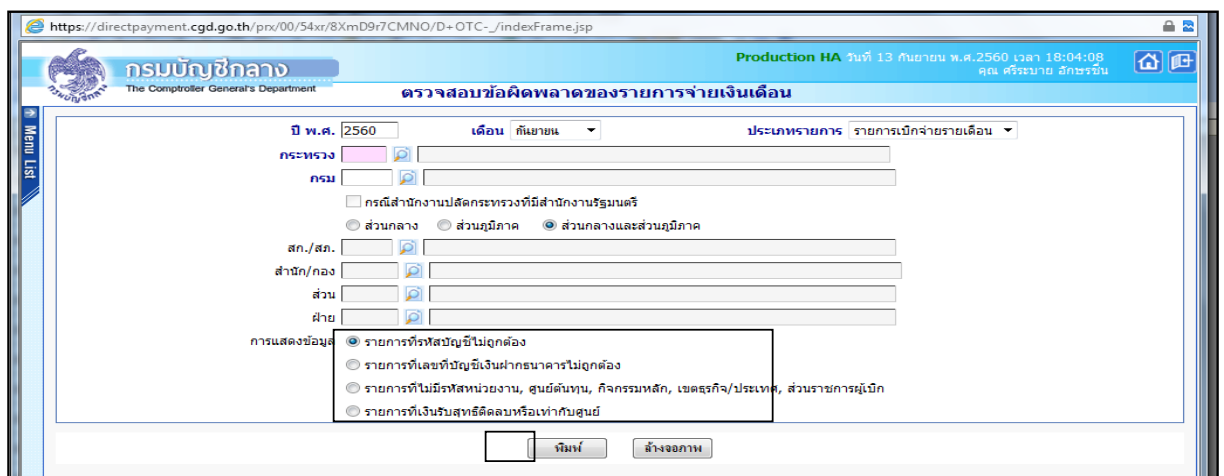 https://directpayment.cgd.go.th/prx/00/54xr/8XmD9r7CMNO/D+OTC-_/indexFrame.jsp
Production HA วันที่ 13 กันยายน พ.ศ.2560 เวลา 18:04:08
กรมบัญชีกลาง
คุณ ศรีระบาย อักษรขึ้น
The Comptroller General's Department
ตรวจสอบข้อผิดพลาดของรายการจ่ายเงินเดือน
Menu List
ปี พ.ศ. 2560 เดือน กันยายน ประเภทรายการ รายการเบิกจ่ายรายเดือน
กระทรวง
กรม
กรณีสำนักงานปลัดกระทรวงที่มีสำนักงานรัฐมนตรี
ส่วนกลาง ส่วนภูมิภาค ส่วนกลางและส่วนภูมิภาค
สก./สภ.
สำนัก/กอง
ส่วน
ฝ่าย
การแสดงข้อมูล รายการที่รหัสบัญชีไม่ถูกต้อง
รายการที่เลขที่บัญชีเงินฝากธนาคารไม่ถูกต้อง
รายการที่ไม่มีรหัสหน่วยงาน, ศูนย์ต้นทุน, กิจกรรมหลัก, เขตธุรกิจ/ประเทศ, ส่วนราชการผู้เบิก
รายการที่เงินรับสุทธิติดลบหรือเท่ากับศูนย์
พิมพ์ ล้างจอภาพ